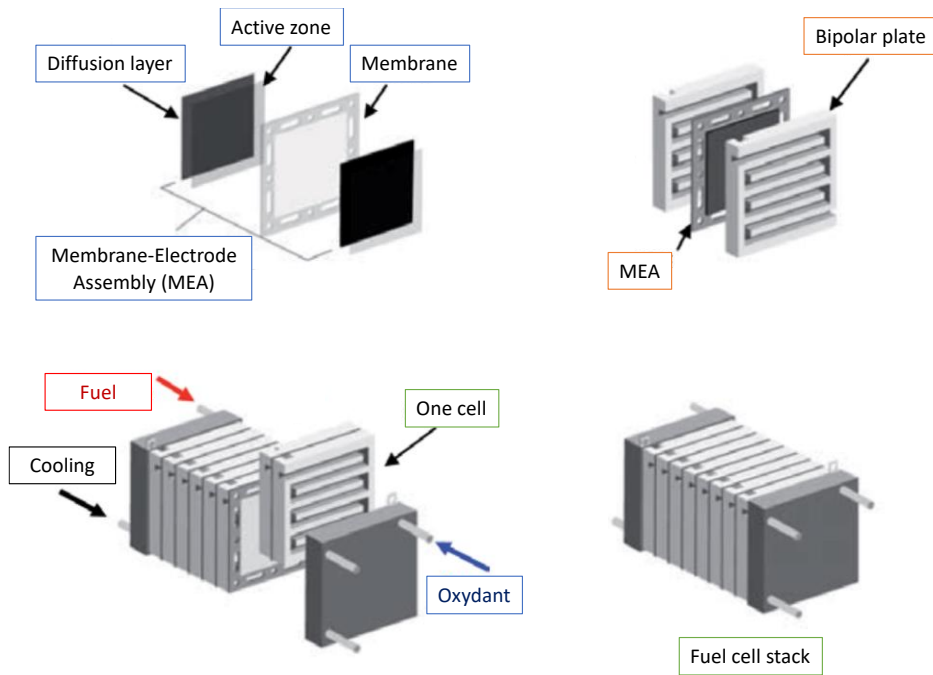 Active zone
Diffusion layer
Membrane
Bipolar plate
Membrane-Electrode
Assembly (MEA)
MEA
Fuel
One cell
Cooling
Oxydant
Fuel cell stack